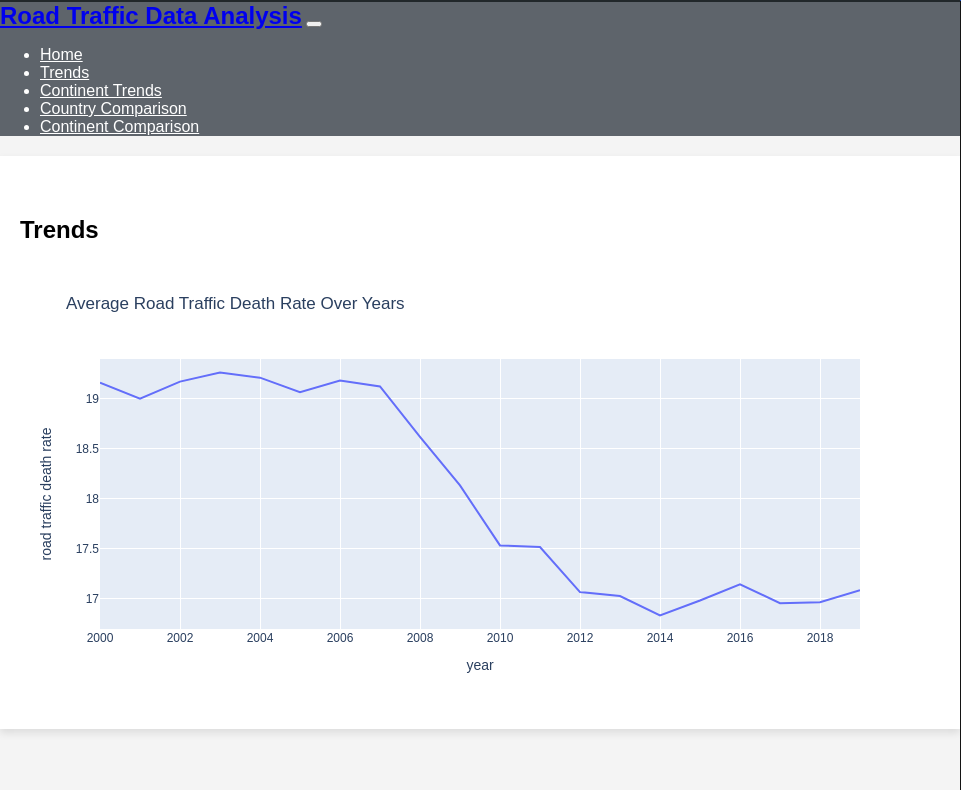 Road Traffic Data Analysis
Home
Trends
Continent Trends
Country Comparison
Continent Comparison
Trends
Average Road Traffic Death Rate Over Years
19
18.5
18
17.5
17
road traffic death rate
2000 2002 2004 2006 2008 2010 2012 2014 2016 2018
year